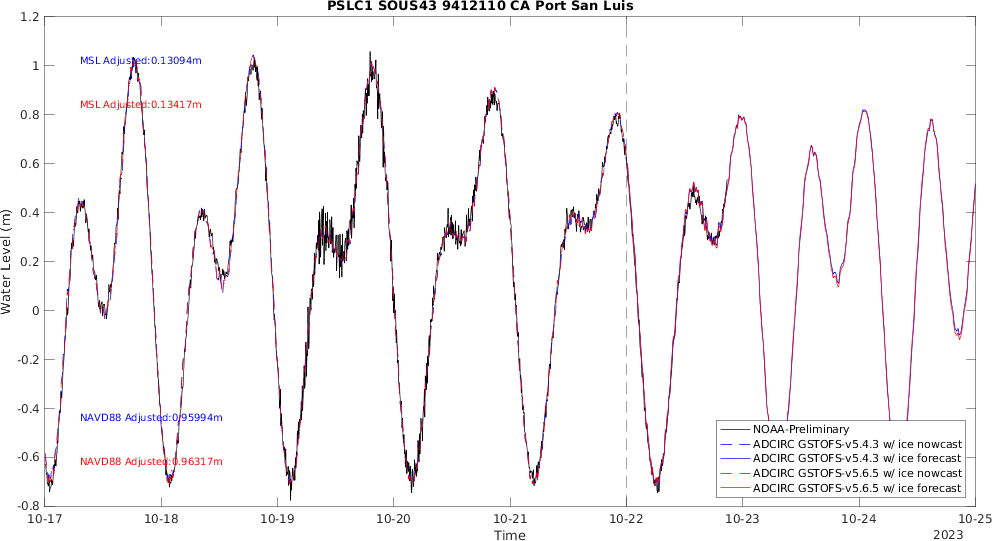 PSLC1 SOUS43 9412110 CA Port San Luis
1.2
1
0.8
0.6
0.4
0.2
0
-0.2
-0.4
-0.6
-0.8
Water Level (m)
MSL Adjusted:0.13094m
MSL Adjusted:0.13417m
NAVD88 Adjusted:0.95994m
NAVD88 Adjusted:0.96317m
NOAA-Preliminary
ADCIRC GSTOFS-v5.4.3 w/ ice nowcast
ADCIRC GSTOFS-v5.4.3 w/ ice forecast
ADCIRC GSTOFS-v5.6.5 w/ ice nowcast
ADCIRC GSTOFS-v5.6.5 w/ ice forecast
10-17 10-18 10-19 10-20 10-21 10-22 10-23 10-24 10-25
Time
2023